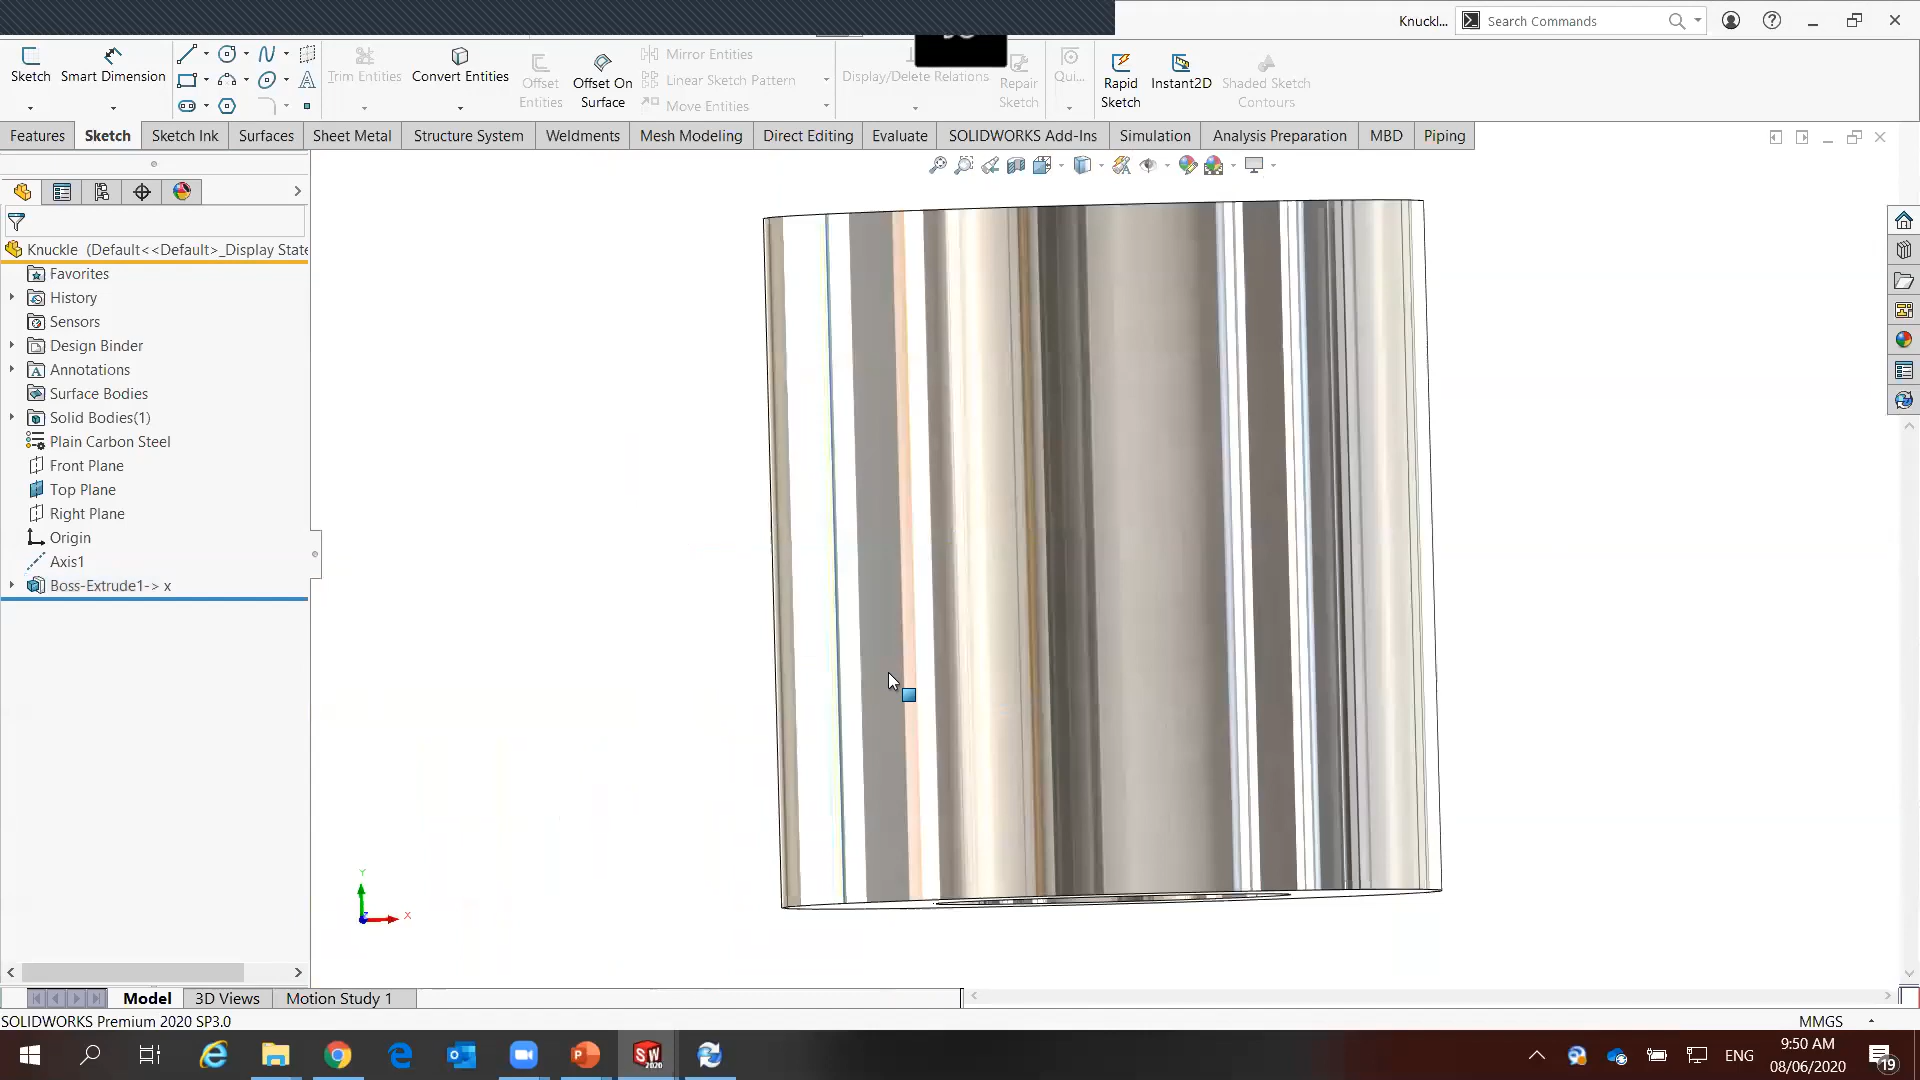 Knuckl...
Search Commands
Sketch
Smart Dimension
Trim Entities
Convert Entities
Offset
Entities
Offset On
Surface
Mirror Entities
Linear Sketch Pattern
Move Entities
Display/Delete Relations
Repair
Sketch
Qui...
Rapid
Sketch
Instant2D
Shaded Sketch
Contours
Features
Sketch
Sketch Ink
Surfaces
Sheet Metal
Structure System
Weldments
Mesh Modeling
Direct Editing
Evaluate
SOLIDWORKS Add-Ins
Simulation
Analysis Preparation
MBD
Piping
Knuckle (Default<<Default>_Display State
Favorites
History
Sensors
Design Binder
Annotations
Surface Bodies
Solid Bodies(1)
Plain Carbon Steel
Front Plane
Top Plane
Right Plane
Origin
Axis1
Boss-Extrude1-> x
Y
X
Z
Model
3D Views
Motion Study 1
SOLIDWORKS Premium 2020 SP3.0
MMGS
ENG
9:50 AM
08/06/2020
19